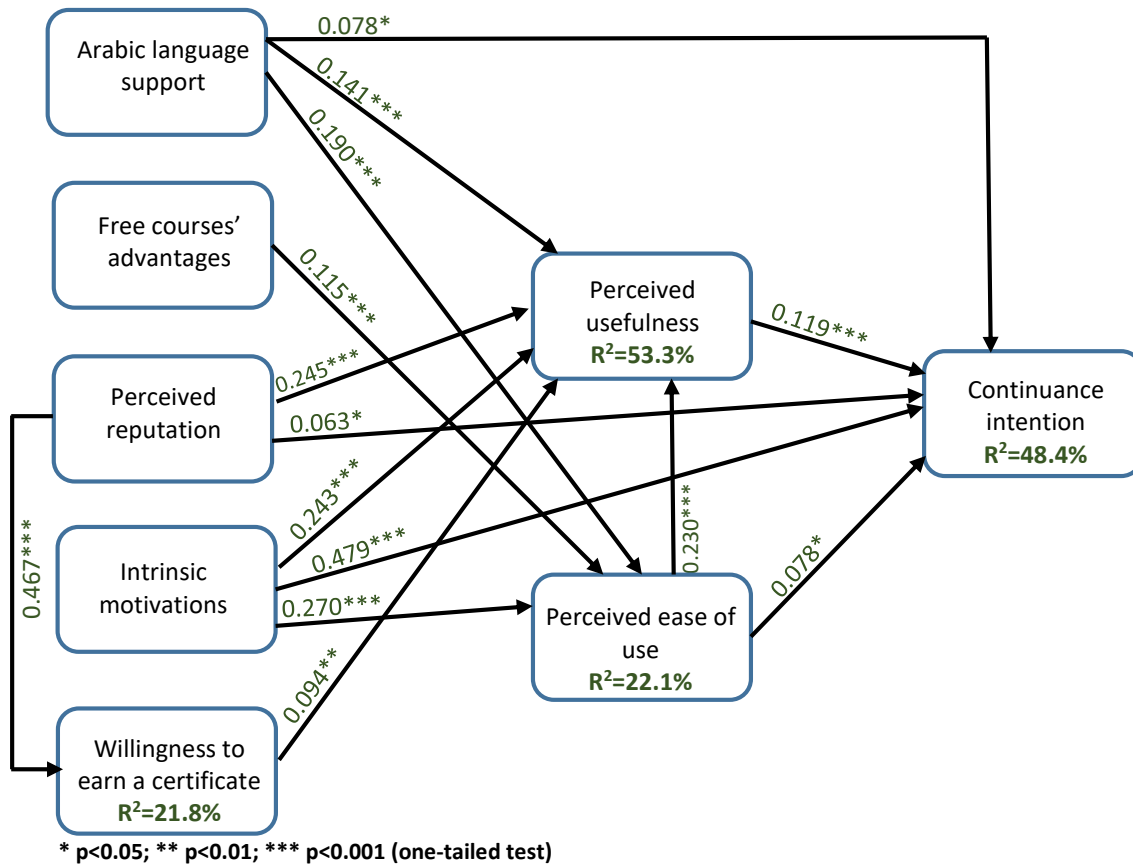 Arabic language
support
0.078*
0.141***
0.190***
Free courses’
advantages
0.115***
Perceived
usefulness
R²=53.3%
0.119***
Perceived
reputation
0.245***
0.063*
Continuance
intention
R²=48.4%
0.467***
Intrinsic
motivations
0.243***
0.479***
0.270***
0.230***
0.078*
Perceived ease of
use
R²=22.1%
0.094**
Willingness to
earn a certificate
R²=21.8%
* p<0.05; ** p<0.01; *** p<0.001 (one-tailed test)